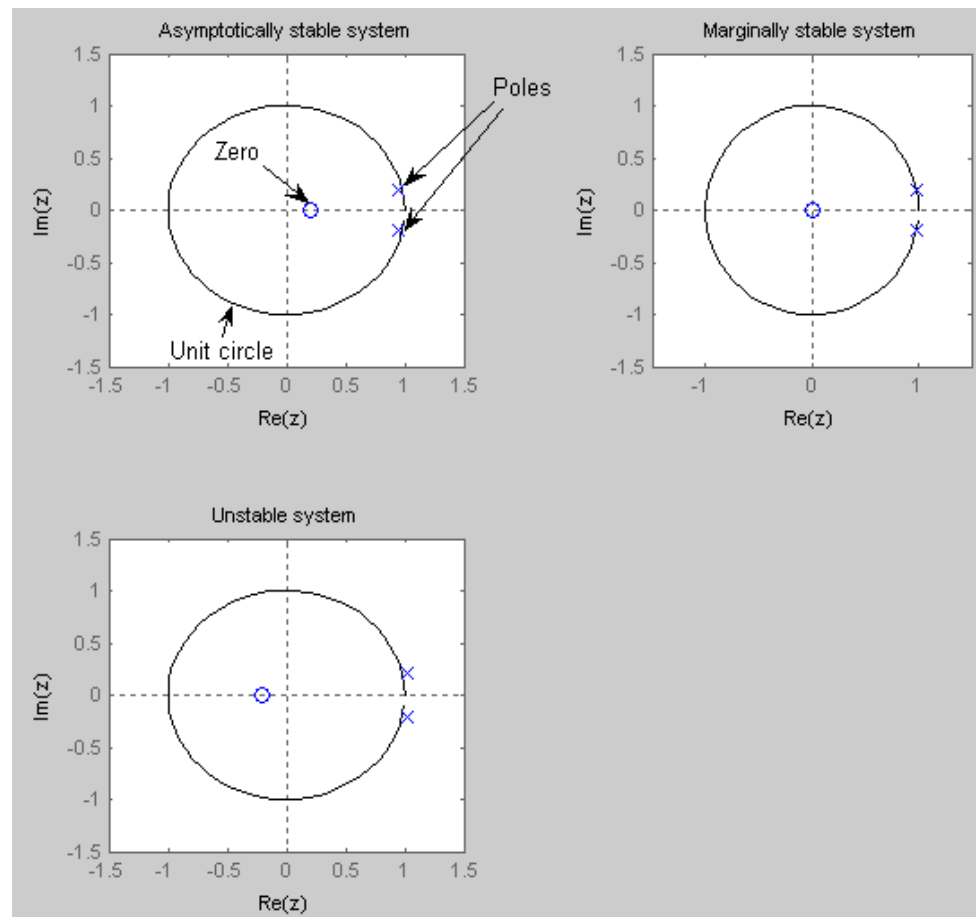 Asymptotically stable system
1.5
1
0.5
0
-0.5
-1
-1.5
Im(z)
Zero
Poles
Unit circle
-1.5 -1 -0.5 0 0.5 1 1.5
Re(z)
Marginally stable system
1.5
1
0.5
0
-0.5
-1
-1.5
Im(z)
-1 0 1
Re(z)
Unstable system
1.5
1
0.5
0
-0.5
-1
-1.5
Im(z)
-1.5 -1 -0.5 0 0.5 1 1.5
Re(z)